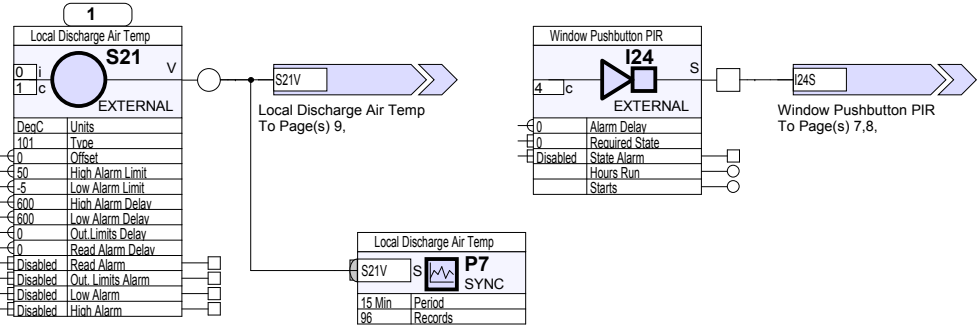 1
Local Discharge Air Temp
S21
V
0 i
1 c
EXTERNAL
DegC Units
101 Type
0 Offset
50 High Alarm Limit
-5 Low Alarm Limit
600 High Alarm Delay
600 Low Alarm Delay
0 Out.Limits Delay
0 Read Alarm Delay
Disabled Read Alarm
Disabled Out. Limits Alarm
Disabled Low Alarm
Disabled High Alarm
S21V
Local Discharge Air Temp
To Page(s) 9,
Local Discharge Air Temp
S21V S P7
SYNC
15 Min Period
96 Records
Window Pushbutton PIR
I24
S
4 c
EXTERNAL
0 Alarm Delay
0 Required State
Disabled State Alarm
Hours Run
Starts
I24S
Window Pushbutton PIR
To Page(s) 7,8,